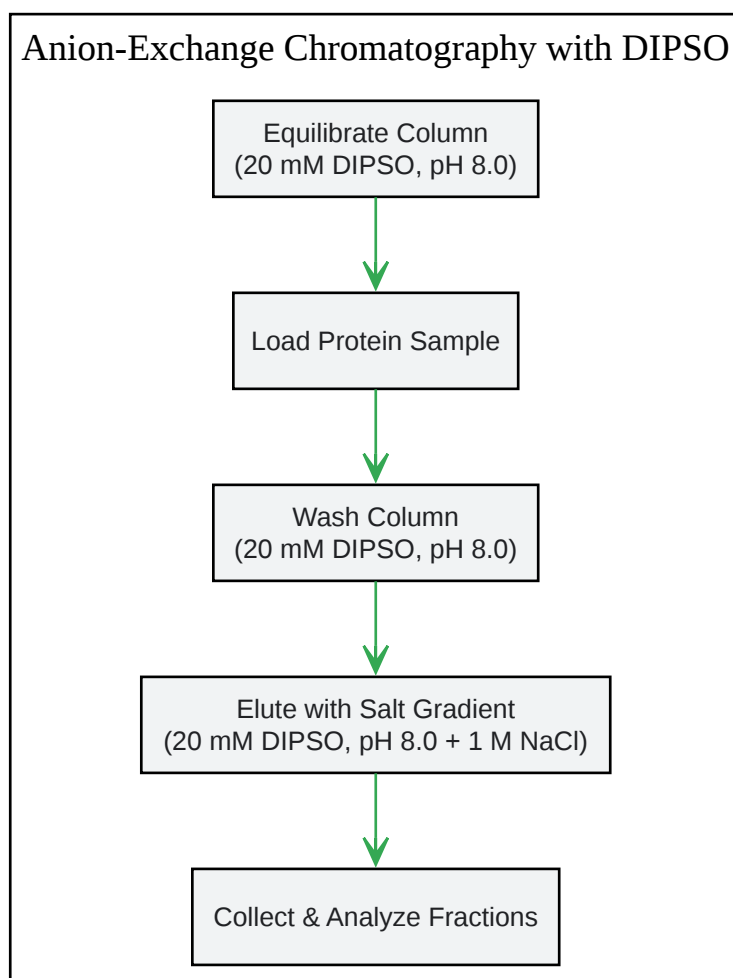 Anion-Exchange Chromatography with DIPSO
Equilibrate Column
(20 mM DIPSO, pH 8.0)
Load Protein Sample
Wash Column
(20 mM DIPSO, pH 8.0)
Elute with Salt Gradient
(20 mM DIPSO, pH 8.0 + 1 M NaCl)
Collect & Analyze Fractions